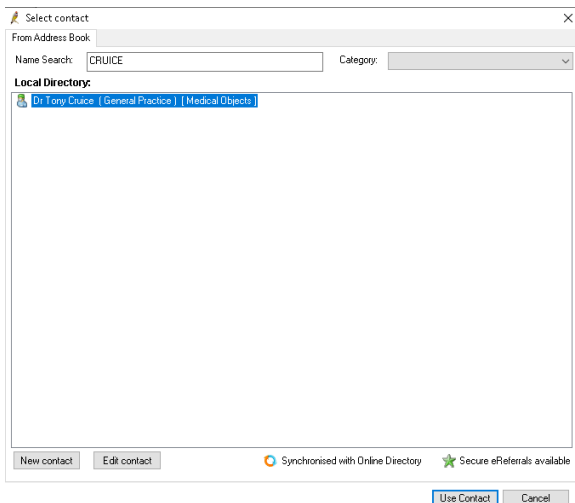 Select contact
From Address Book
Name Search: CRUICE Category:
Local Directory:
Dr Tony Cruice ( General Practice ) [ Medical Objects ]
New contact Edit contact Synchronised with Online Directory Secure eReferrals available
Use Contact Cancel